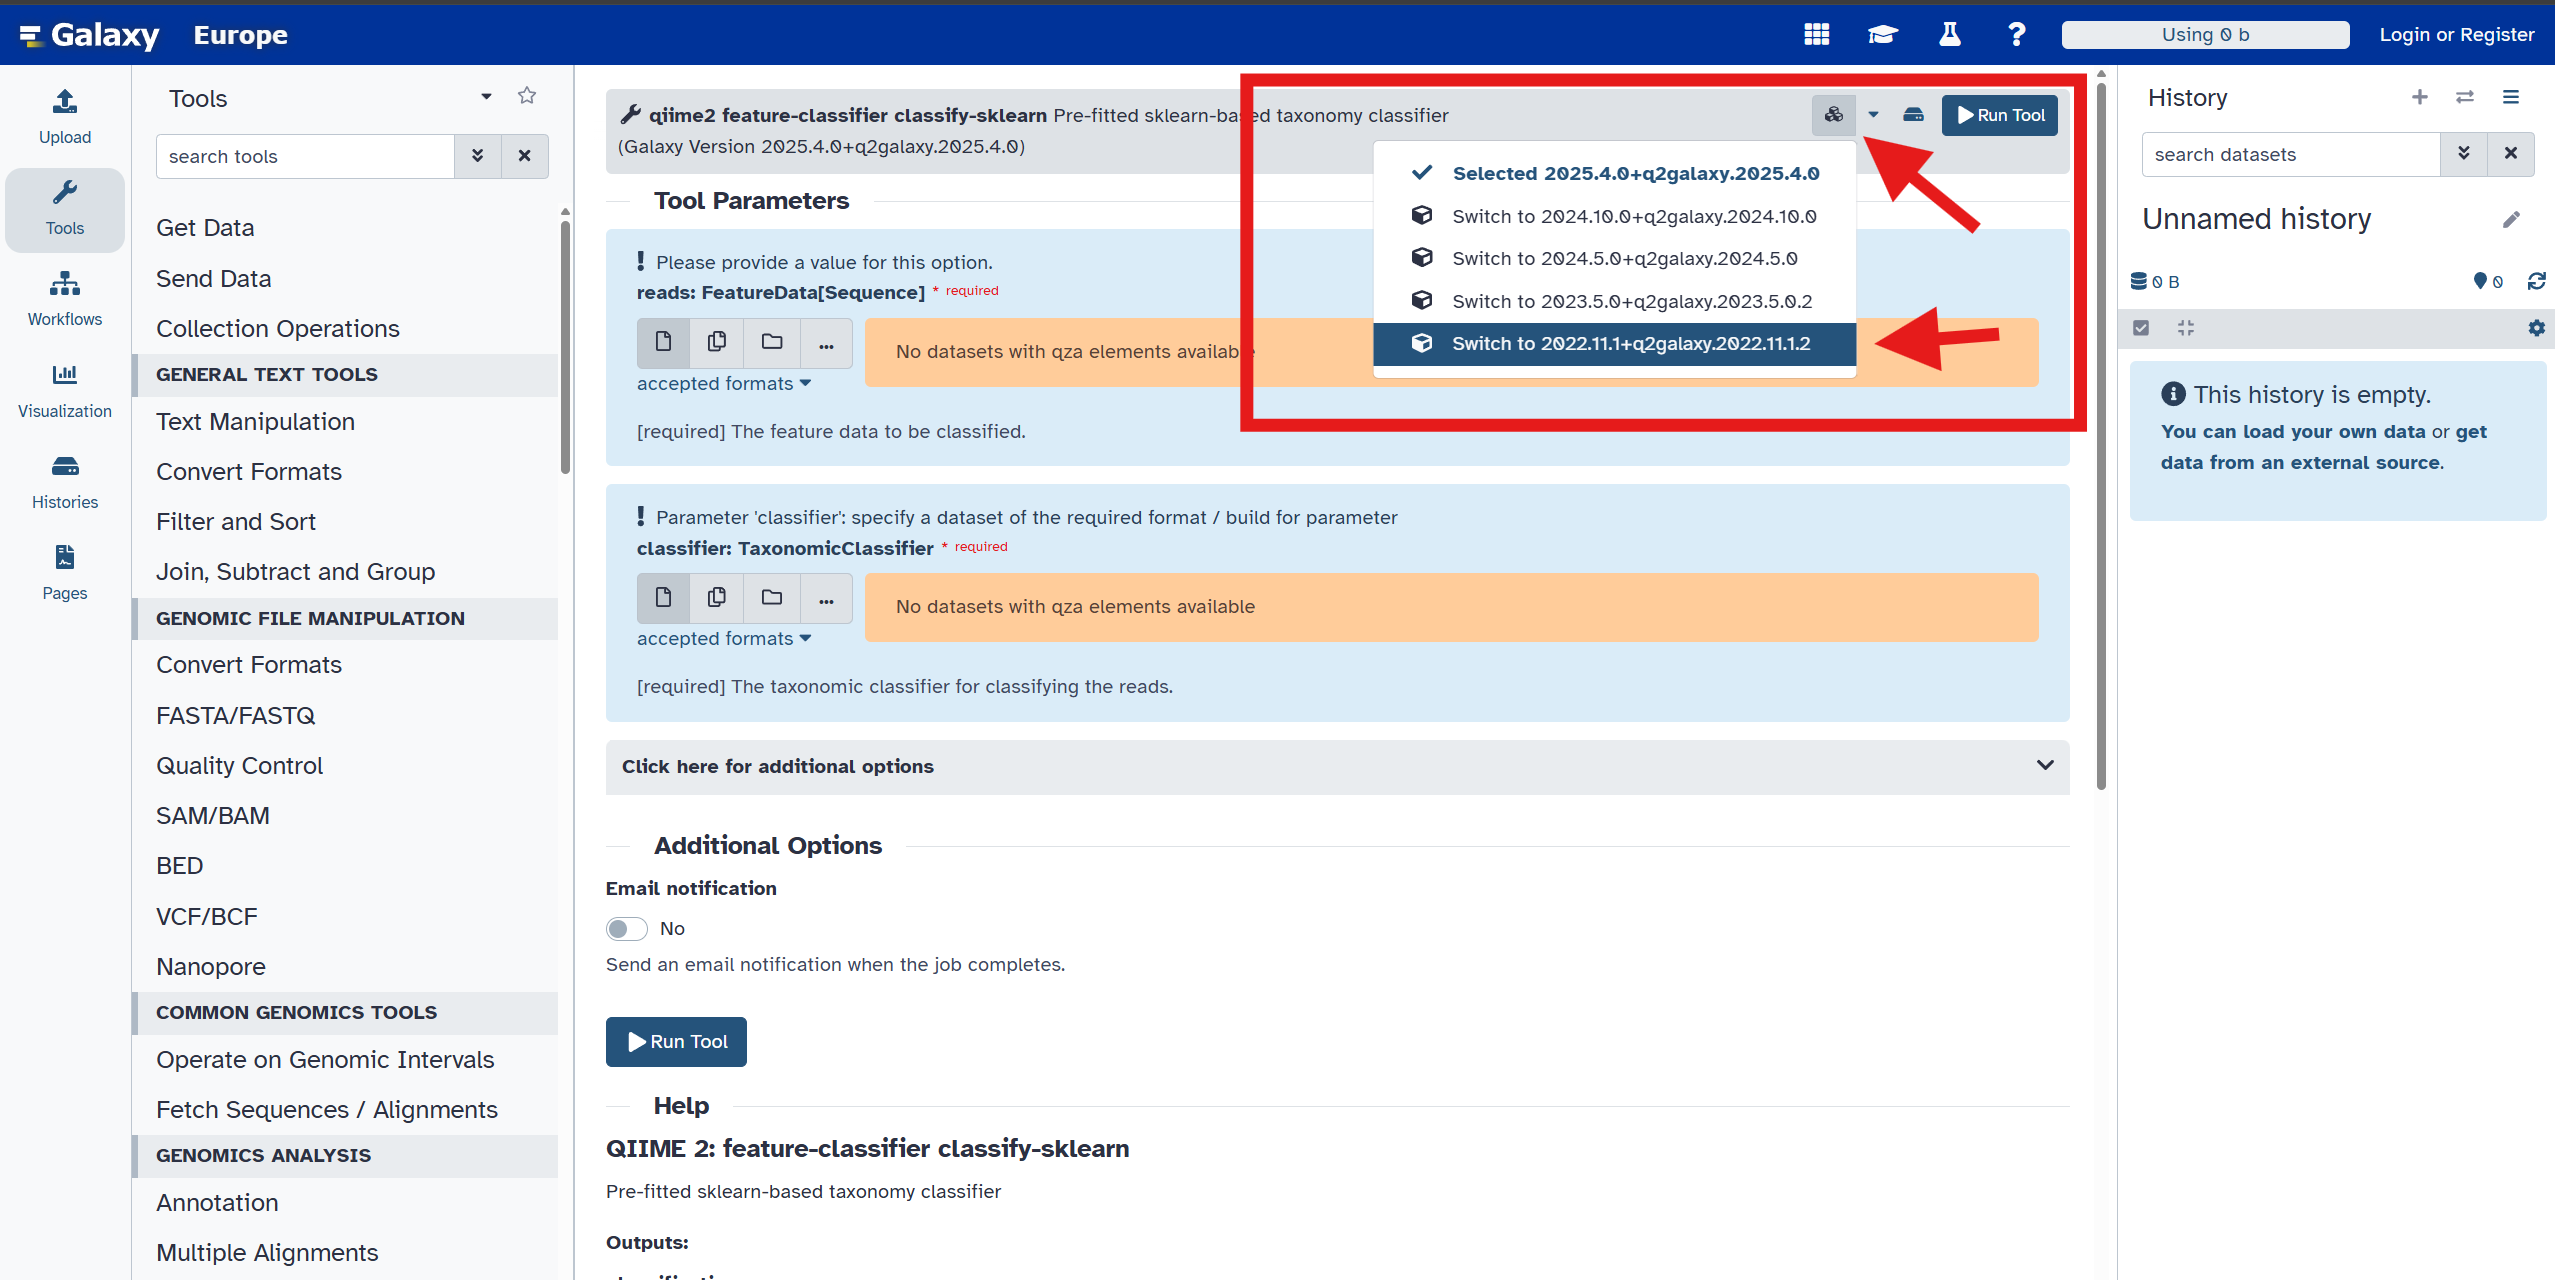 Galaxy Europe
Using 0 b
Login or Register
Upload
Tools
Workflows
Visualization
Histories
Pages
Tools
search tools
Get Data
Send Data
Collection Operations
GENERAL TEXT TOOLS
Text Manipulation
Convert Formats
Filter and Sort
Join, Subtract and Group
GENOMIC FILE MANIPULATION
Convert Formats
FASTA/FASTQ
Quality Control
SAM/BAM
BED
VCF/BCF
Nanopore
COMMON GENOMICS TOOLS
Operate on Genomic Intervals
Fetch Sequences / Alignments
GENOMICS ANALYSIS
Annotation
Multiple Alignments
qiime2 feature-classifier classify-sklearn Pre-fitted sklearn-based taxonomy classifier
(Galaxy Version 2025.4.0+q2galaxy.2025.4.0)
Run Tool
Selected 2025.4.0+q2galaxy.2025.4.0
Switch to 2024.10.0+q2galaxy.2024.10.0
Switch to 2024.5.0+q2galaxy.2024.5.0
Switch to 2023.5.0+q2galaxy.2023.5.0.2
Switch to 2022.11.1+q2galaxy.2022.11.1.2
Tool Parameters
Please provide a value for this option.
reads: FeatureData[Sequence] * required
No datasets with qza elements available
accepted formats
[required] The feature data to be classified.
Parameter 'classifier': specify a dataset of the required format / build for parameter
classifier: TaxonomicClassifier * required
No datasets with qza elements available
accepted formats
[required] The taxonomic classifier for classifying the reads.
Click here for additional options
Additional Options
Email notification
No
Send an email notification when the job completes.
Run Tool
Help
QIIME 2: feature-classifier classify-sklearn
Pre-fitted sklearn-based taxonomy classifier
Outputs:
History
search datasets
Unnamed history
0 B
0
This history is empty.
You can load your own data or get
data from an external source.